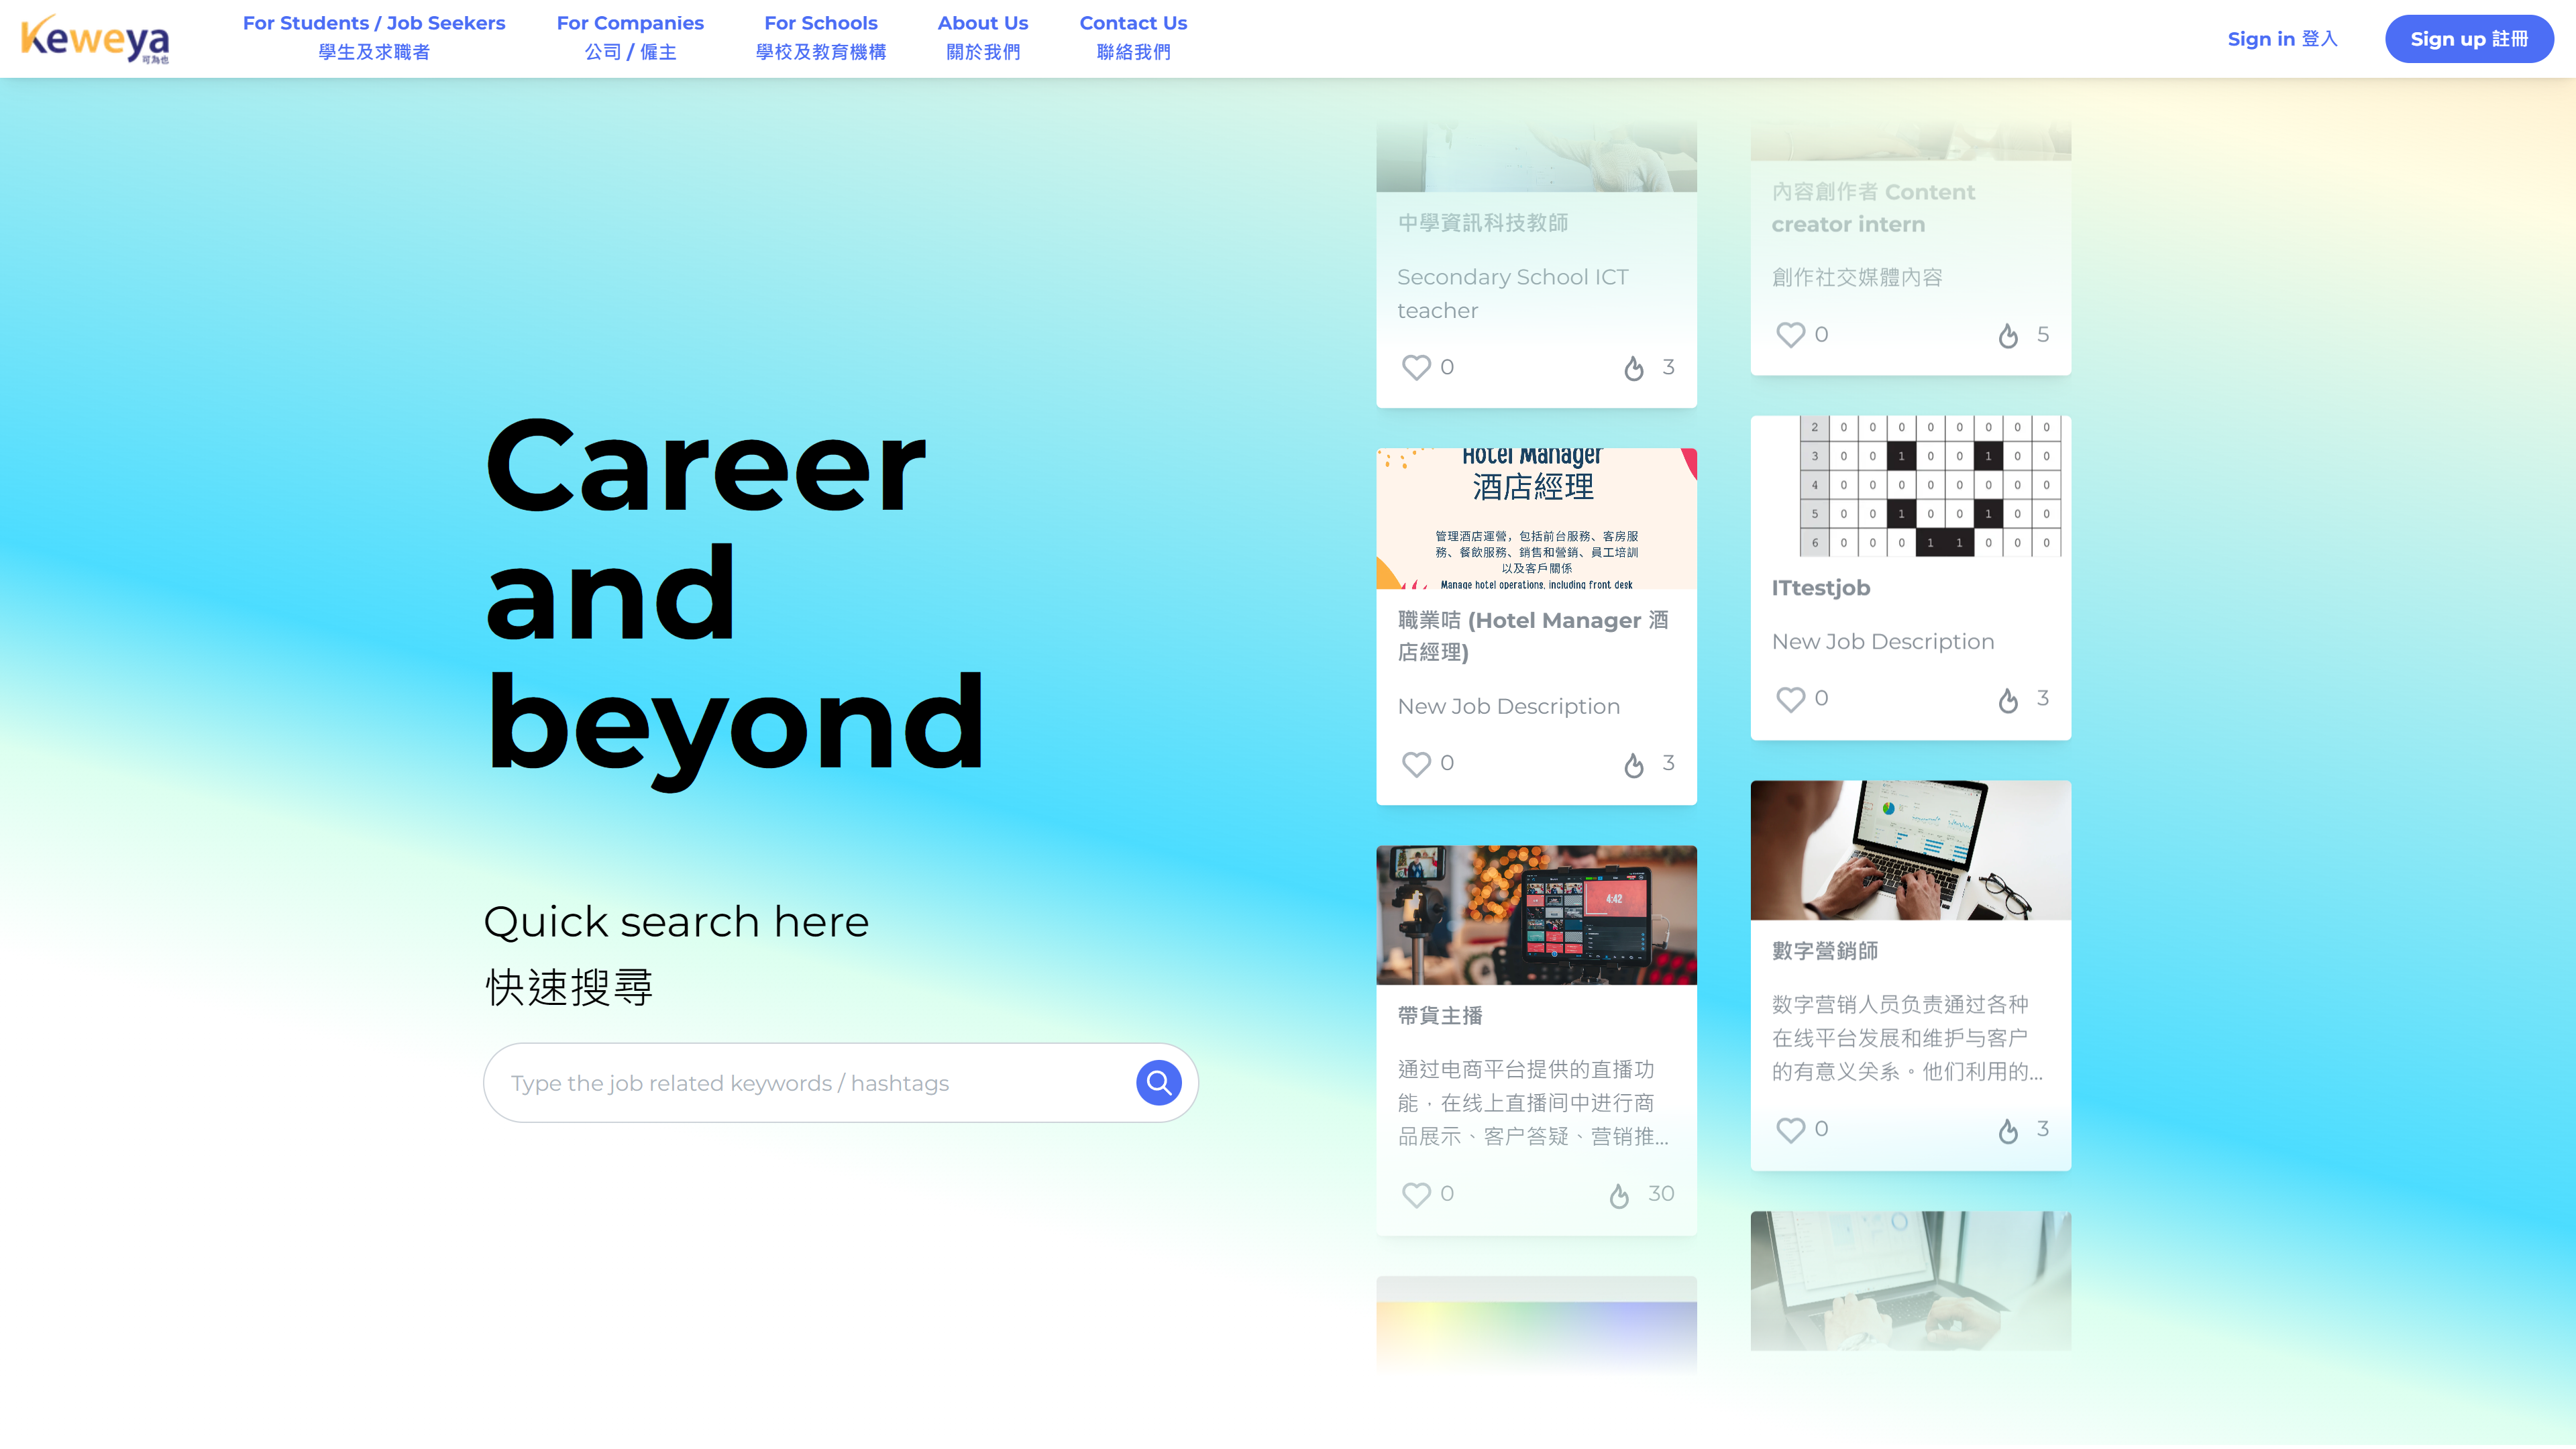 Keweya
可為也
For Students / Job Seekers
學生及求職者
For Companies
公司 / 僱主
For Schools
學校及教育機構
About Us
關於我們
Contact Us
聯絡我們
Sign in 登入
Sign up 註冊
Career
and
beyond
Quick search here
快速搜尋
Type the job related keywords / hashtags
中學資訊科技教師
Secondary School ICT
teacher
0
3
Hotel Manager
酒店經理
管理酒店運營，包括前台服務、客房服
務、餐飲服務、銷售和營銷、員工培訓
以及客戶關係
Manage hotel operations, including front desk
職業咭 (Hotel Manager 酒
店經理)
New Job Description
0
3
4:42
帶貨主播
通过电商平台提供的直播功
能，在线上直播间中进行商
品展示、客户答疑、营销推...
0
30
內容創作者 Content
creator intern
創作社交媒體內容
0
5
2 0 0 0 0 0 0 0 0
3 0 0 1 0 0 1 0 0
4 0 0 0 0 0 0 0 0
5 0 0 1 0 0 1 0 0
6 0 0 0 1 1 0 0 0
ITtestjob
New Job Description
0
3
數字營銷師
数字营销人员负责通过各种
在线平台发展和维护与客户
的有意义关系。他们利用的...
0
3